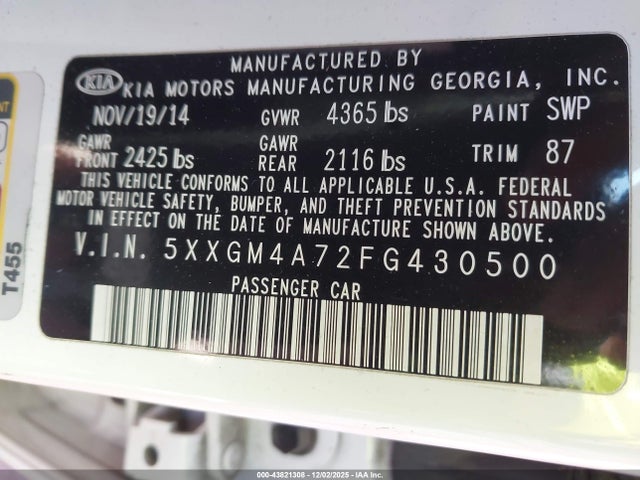 MANUFACTURED BY
KIA KIA MOTORS MANUFACTURING GEORGIA, INC.
NOV/19/14 GVWR 4365 lbs PAINT SWP
GAWR FRONT 2425 lbs GAWR REAR 2116 lbs TRIM 87
THIS VEHICLE CONFORMS TO ALL APPLICABLE U.S.A. FEDERAL
MOTOR VEHICLE SAFETY, BUMPER, AND THEFT PREVENTION STANDARDS
IN EFFECT ON THE DATE OF MANUFACTURE SHOWN ABOVE.
V.I.N. 5XXGM4A72FG430500
PASSENGER CAR
T455
00-43821308 - 12/02/2025 - IAA Inc.